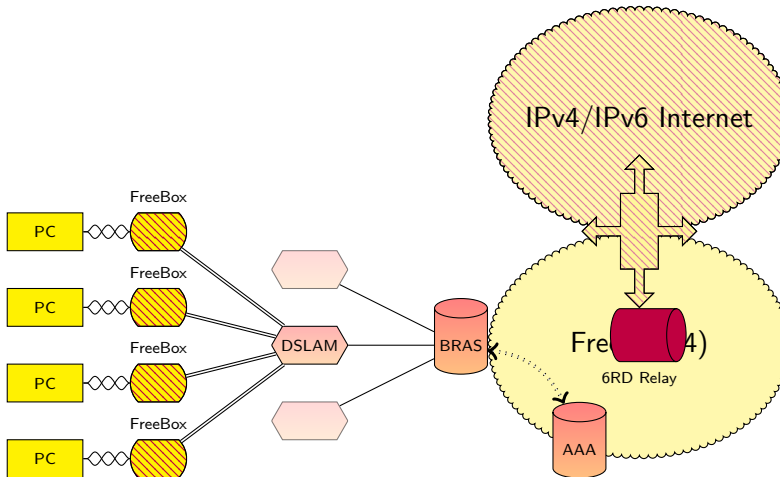 IPv4/IPv6 Internet
FreeBox
PC
FreeBox
PC
FreeBox
DSLAM
BRAS
6RD Relay
PC
FreeBox
PC
AAA